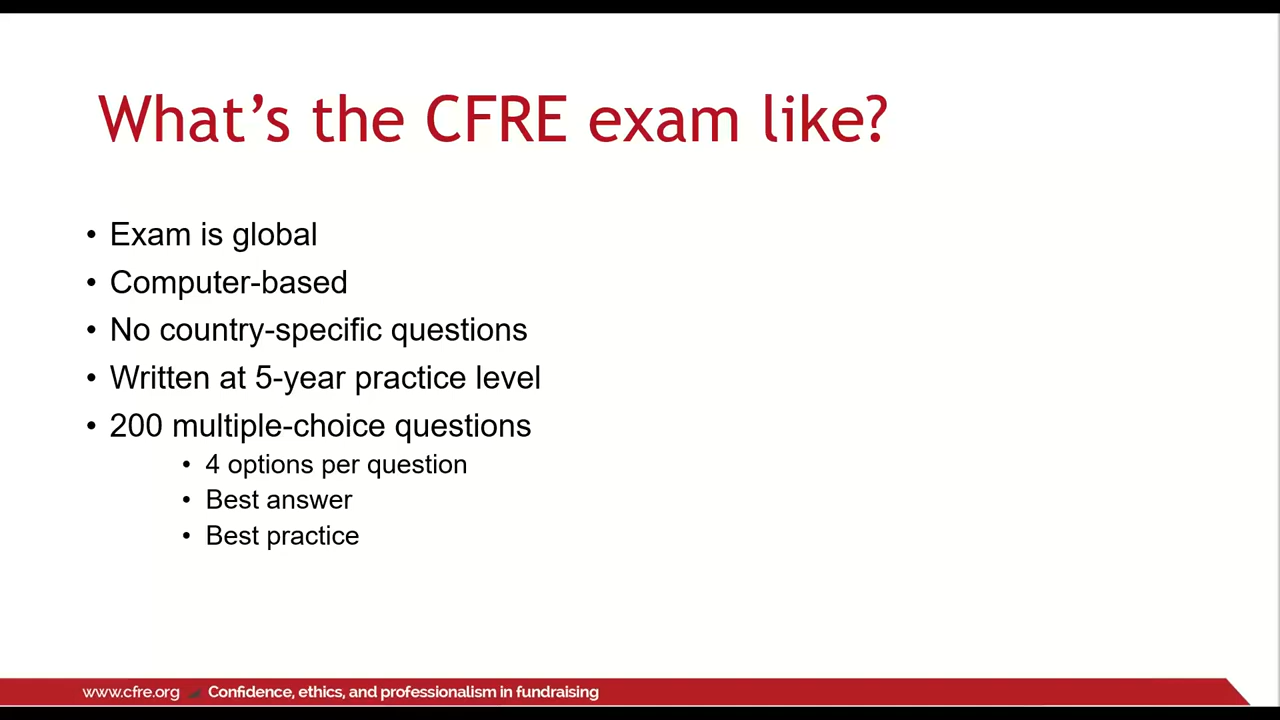 What’s the CFRE exam like?
• Exam is global
• Computer-based
• No country-specific questions
• Written at 5-year practice level
• 200 multiple-choice questions
• 4 options per question
• Best answer
• Best practice
www.cfre.org Confidence, ethics, and professionalism in fundraising